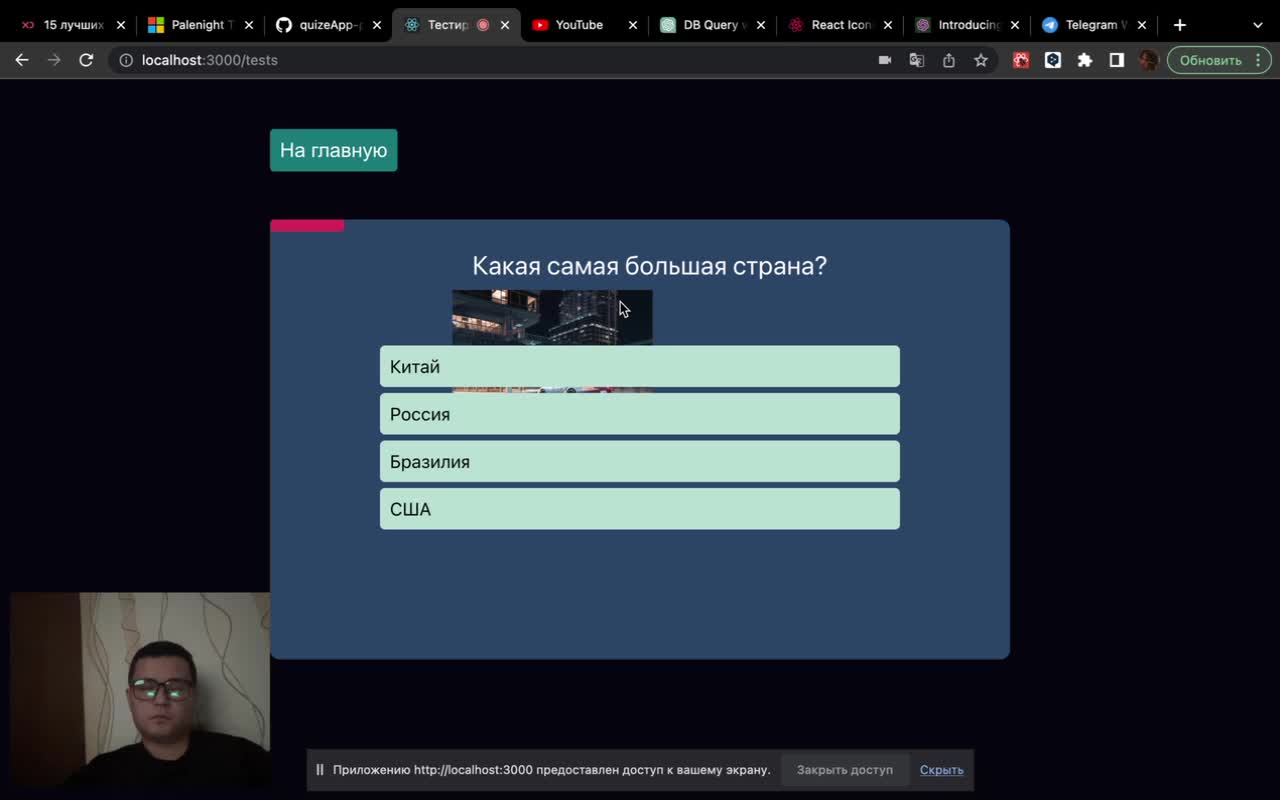 15 лучших
Palenight T
quizeApp-
Тестир
YouTube
DB Query
React Icon
Introducing
Telegram W
localhost:3000/tests
Обновить
На главную
Какая самая большая страна?
Китай
Россия
Бразилия
США
Приложению http://localhost:3000 предоставлен доступ к вашему экрану.
Закрыть доступ
Скрыть